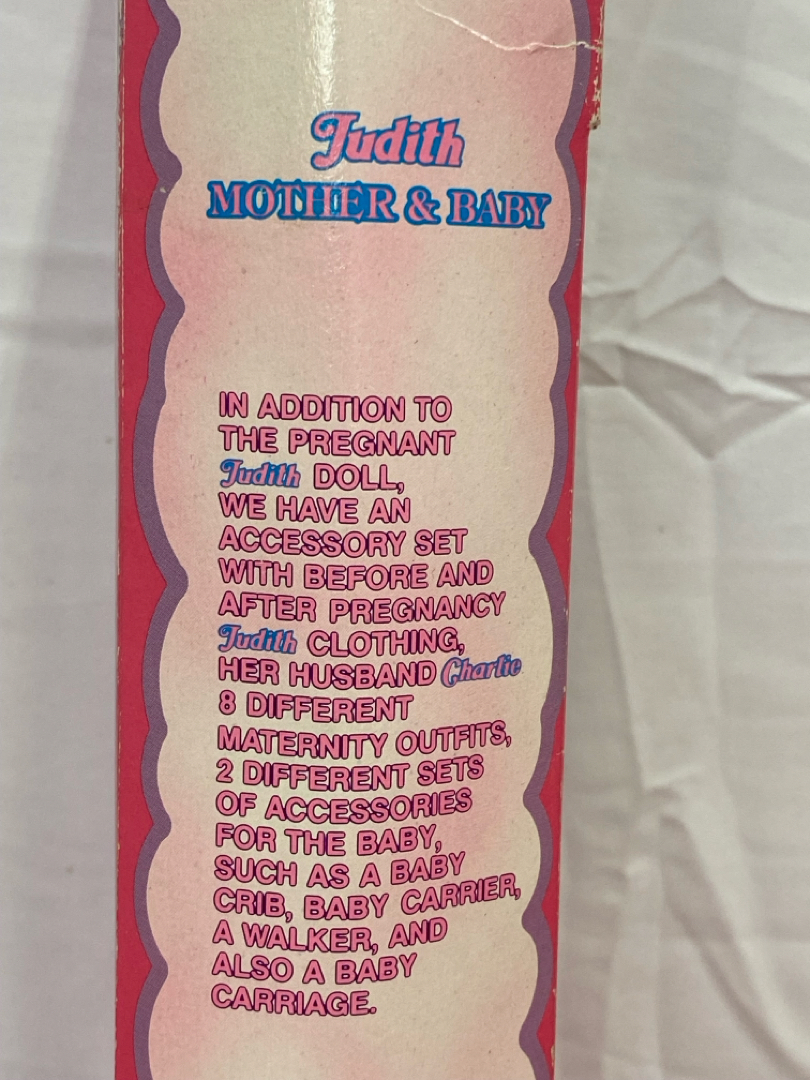 Judith
MOTHER & BABY
IN ADDITION TO
THE PREGNANT
Judith DOLL,
WE HAVE AN
ACCESSORY SET
WITH BEFORE AND
AFTER PREGNANCY
Judith CLOTHING,
HER HUSBAND Charlie
8 DIFFERENT
MATERNITY OUTFITS,
2 DIFFERENT SETS
OF ACCESSORIES
FOR THE BABY,
SUCH AS A BABY
CRIB, BABY CARRIER,
A WALKER, AND
ALSO A BABY
CARRIAGE.